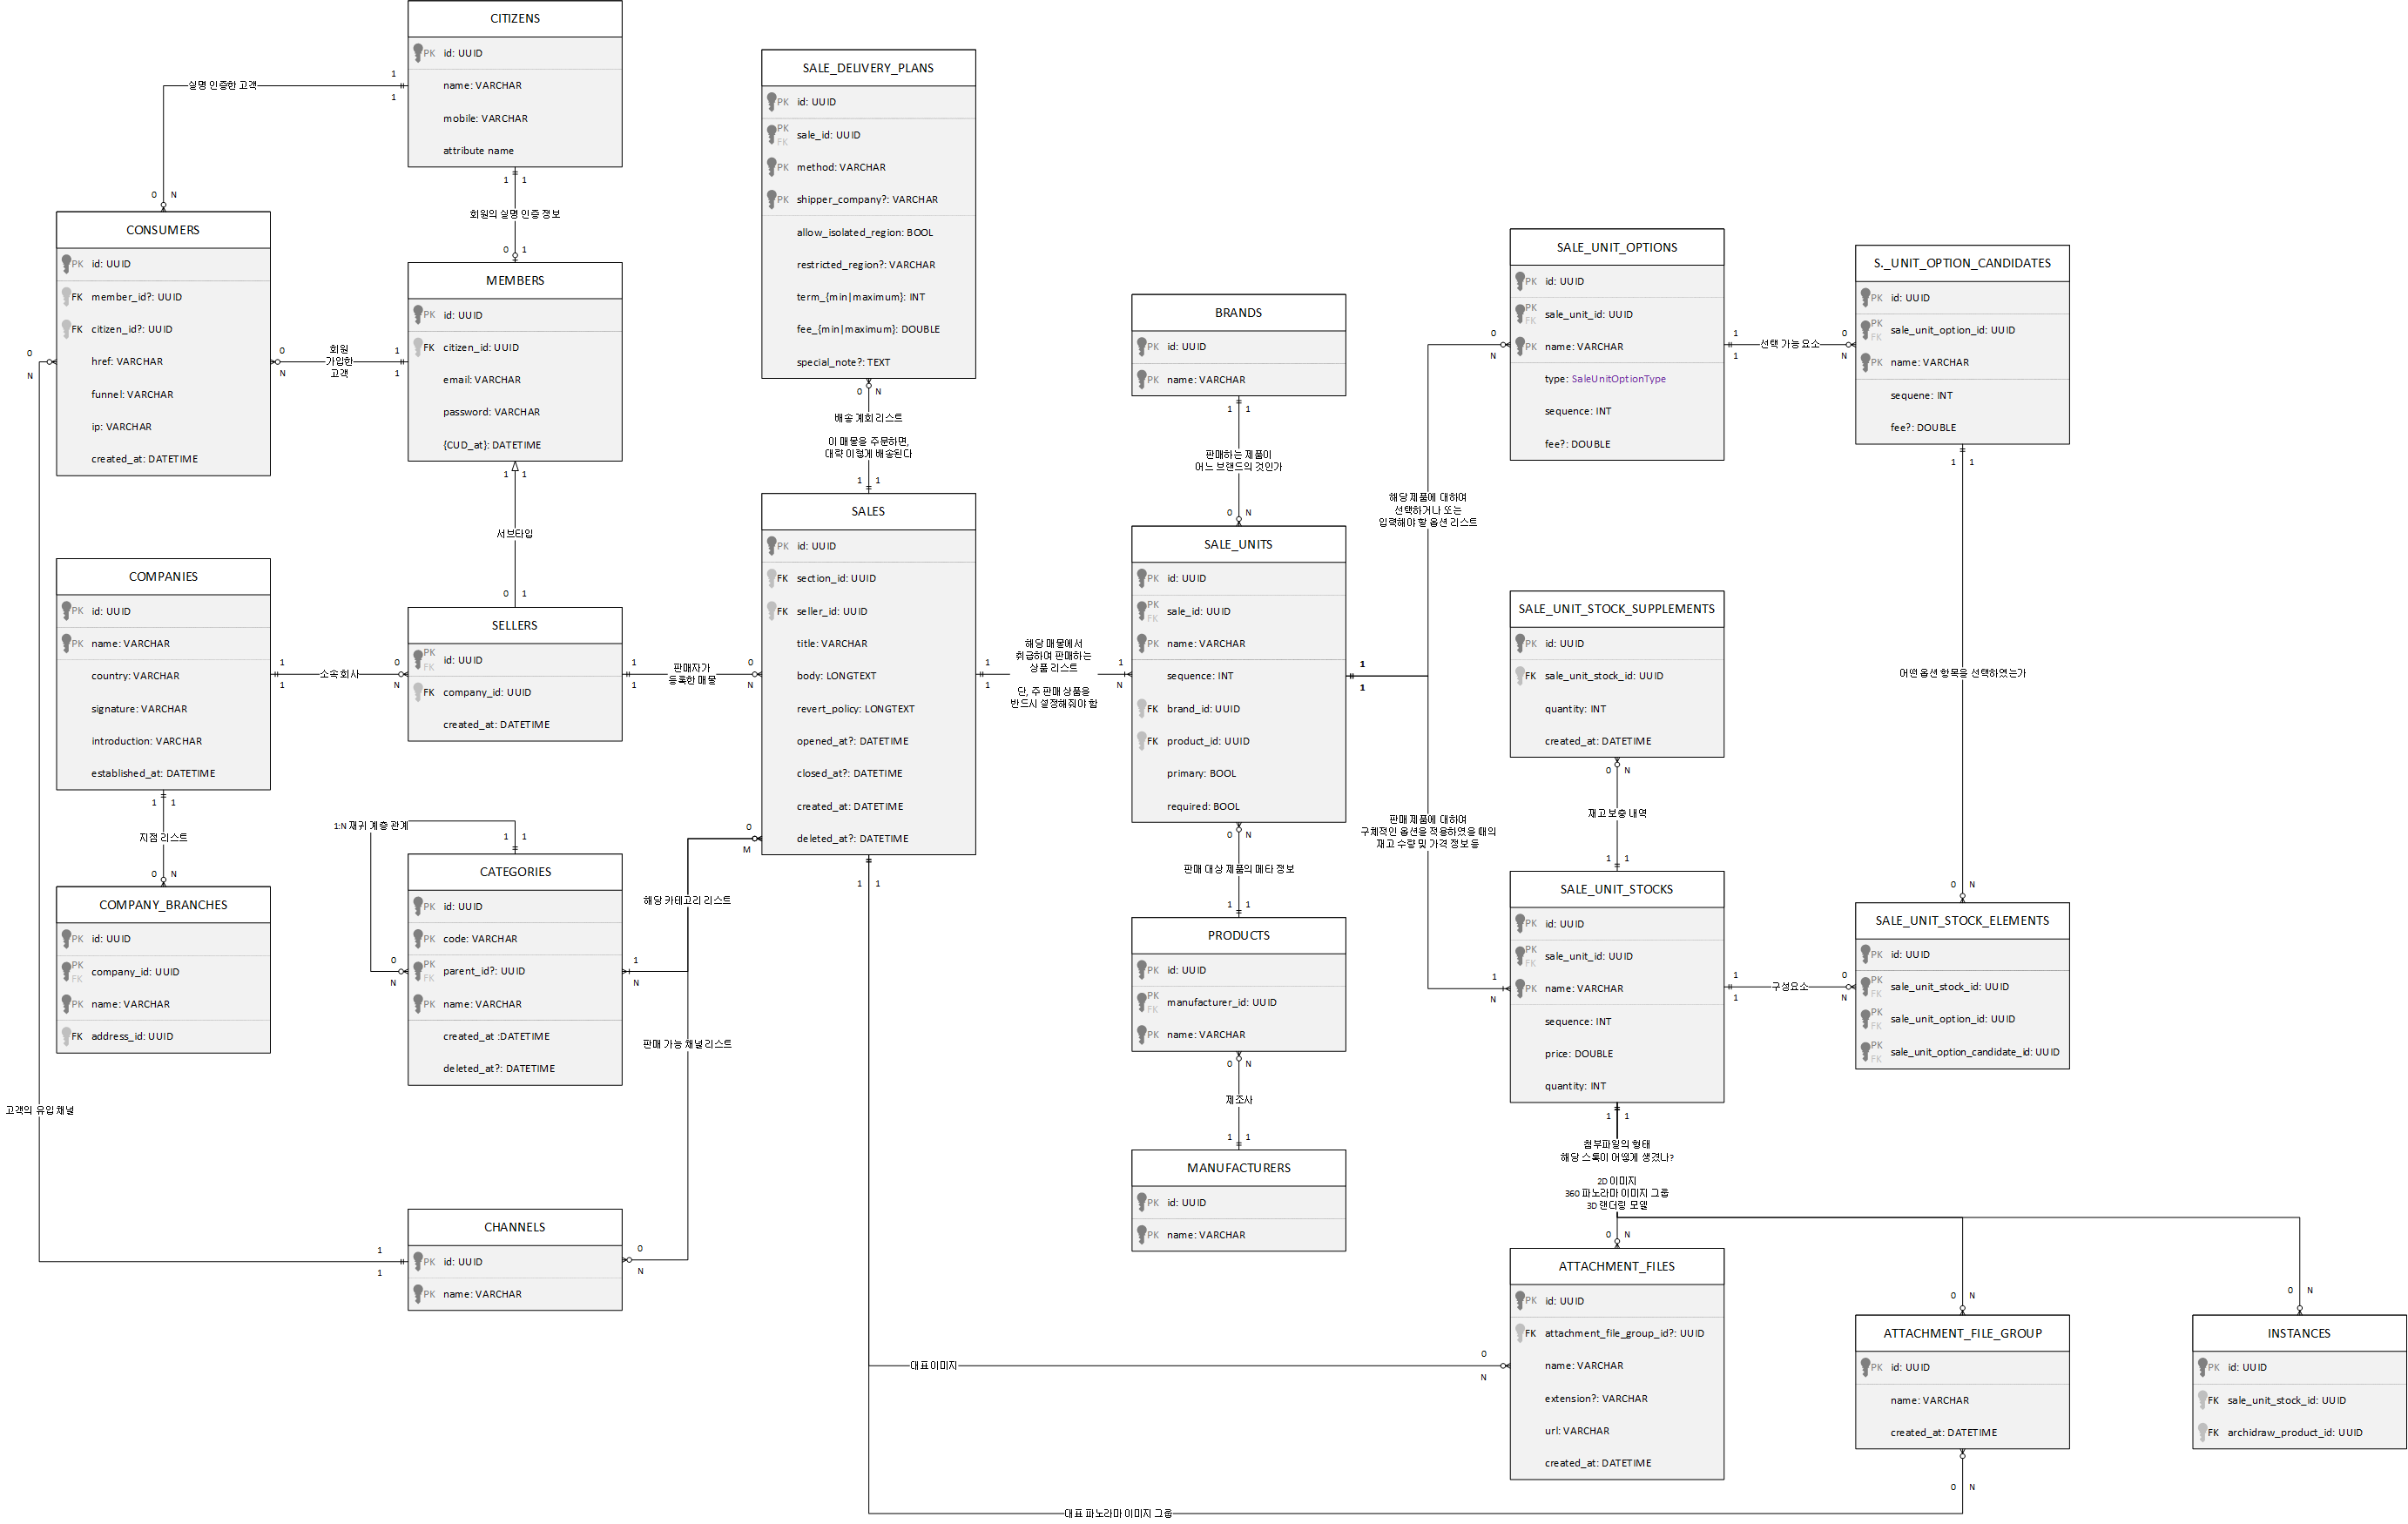 CITIZENS
PK id: UUID
name: VARCHAR
mobile: VARCHAR
attribute name
1
1
실명 인증한 고객
0 N
1 1
회원의 실명 인증 정보
0 1
CONSUMERS
PK id: UUID
FK member_id?: UUID
FK citizen_id?: UUID
href: VARCHAR
funnel: VARCHAR
ip: VARCHAR
created_at: DATETIME
0
N
0
N
회원
가입한
고객
1
1
MEMBERS
PK id: UUID
FK citizen_id: UUID
email: VARCHAR
password: VARCHAR
{CUD_at}: DATETIME
1 1
서브타입
0 1
COMPANIES
PK id: UUID
PK name: VARCHAR
country: VARCHAR
signature: VARCHAR
introduction: VARCHAR
established_at: DATETIME
1
1
소속 회사
0
N
SELLERS
PK
FK
id: UUID
FK company_id: UUID
created_at: DATETIME
1
1
판매자가
등록한 매물
0
N
1 1
지점 리스트
0 N
COMPANY_BRANCHES
PK id: UUID
PK
FK
company_id: UUID
PK name: VARCHAR
FK address_id: UUID
1:N 재귀 계층 관계
1 1
0
N
CATEGORIES
PK id: UUID
PK code: VARCHAR
PK
FK
parent_id?: UUID
PK name: VARCHAR
created_at :DATETIME
deleted_at?: DATETIME
1
N
해당 카테고리 리스트
0
M
판매 가능 채널 리스트
고객의 유입 채널
1
1
CHANNELS
PK id: UUID
PK name: VARCHAR
0
N
SALE_DELIVERY_PLANS
PK id: UUID
PK
FK
sale_id: UUID
PK method: VARCHAR
PK shipper_company?: VARCHAR
allow_isolated_region: BOOL
restricted_region?: VARCHAR
term_{min|maximum}: INT
fee_{min|maximum}: DOUBLE
special_note?: TEXT
0 N
배송 계획 리스트
이 매물을 주문하면,
대략 이렇게 배송된다
1 1
SALES
PK id: UUID
FK section_id: UUID
FK seller_id: UUID
title: VARCHAR
body: LONGTEXT
revert_policy: LONGTEXT
opened_at?: DATETIME
closed_at?: DATETIME
created_at: DATETIME
deleted_at?: DATETIME
1 1
1
1
해당 매물에서
취급하여 판매하는
상품 리스트
단, 주 판매 상품을
반드시 설정해줘야 함
1
N
BRANDS
PK id: UUID
PK name: VARCHAR
1 1
판매하는 제품이
어느 브랜드의 것인가
0 N
SALE_UNITS
PK id: UUID
PK
FK
sale_id: UUID
PK name: VARCHAR
sequence: INT
FK brand_id: UUID
FK product_id: UUID
primary: BOOL
required: BOOL
0 N
판매 대상 제품의 메타 정보
1 1
PRODUCTS
PK id: UUID
PK
FK
manufacturer_id: UUID
PK name: VARCHAR
0 N
제조사
1 1
MANUFACTURERS
PK id: UUID
PK name: VARCHAR
1
1
해당 제품에 대하여
선택하거나 또는
입력해야 할 옵션 리스트
0
N
판매 제품에 대하여
구체적인 옵션을 적용하였을 때의
재고 수량 및 가격 정보 등
1
N
SALE_UNIT_OPTIONS
PK id: UUID
PK
FK
sale_unit_id: UUID
PK name: VARCHAR
type: SaleUnitOptionType
sequence: INT
fee?: DOUBLE
1
1
선택 가능 요소
0
N
S._UNIT_OPTION_CANDIDATES
PK id: UUID
PK
FK
sale_unit_option_id: UUID
PK name: VARCHAR
sequene: INT
fee?: DOUBLE
1 1
어떤 옵션 항목을 선택하였는가
0 N
SALE_UNIT_STOCK_SUPPLEMENTS
PK id: UUID
FK sale_unit_stock_id: UUID
quantity: INT
created_at: DATETIME
0 N
재고 보충 내역
1 1
SALE_UNIT_STOCKS
PK id: UUID
PK
FK
sale_unit_id: UUID
PK name: VARCHAR
sequence: INT
price: DOUBLE
quantity: INT
1
1
구성요소
0
N
SALE_UNIT_STOCK_ELEMENTS
PK id: UUID
PK
FK
sale_unit_stock_id: UUID
PK
FK
sale_unit_option_id: UUID
PK
FK
sale_unit_option_candidate_id: UUID
1 1
첨부파일의 형태
해당 스톡이 어떻게 생겼나?
2D 이미지
360 파노라마 이미지 그룹
3D 랜더링 모델
0 N
0 N
0 N
ATTACHMENT_FILES
PK id: UUID
FK attachment_file_group_id?: UUID
name: VARCHAR
extension?: VARCHAR
url: VARCHAR
created_at: DATETIME
ATTACHMENT_FILE_GROUP
PK id: UUID
name: VARCHAR
created_at: DATETIME
INSTANCES
PK id: UUID
FK sale_unit_stock_id: UUID
FK archidraw_product_id: UUID
대표 이미지
0
N
0 N
대표 파노라마 이미지 그룹